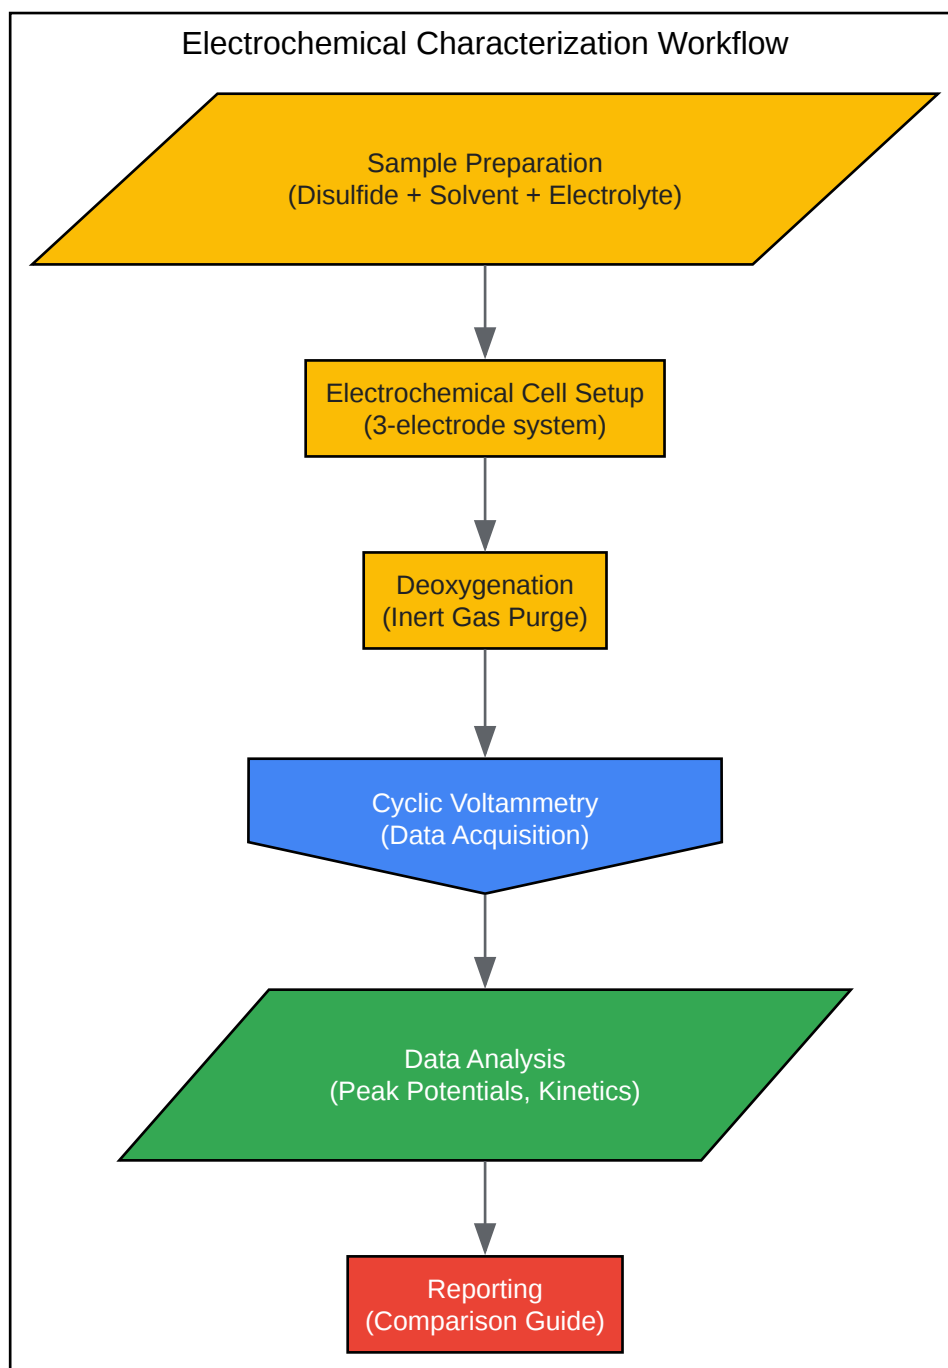 Electrochemical Characterization Workflow
Sample Preparation
(Disulfide + Solvent + Electrolyte)
Electrochemical Cell Setup
(3-electrode system)
Deoxygenation
(Inert Gas Purge)
Cyclic Voltammetry
(Data Acquisition)
Data Analysis
(Peak Potentials, Kinetics)
Reporting
(Comparison Guide)